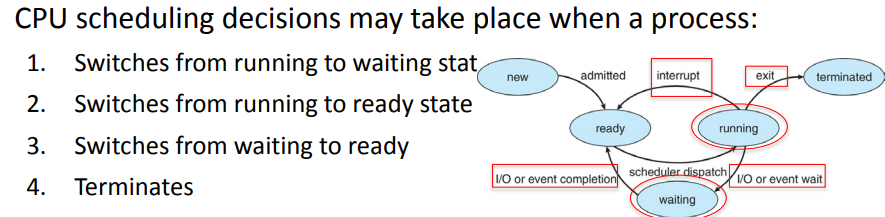 CPU scheduling decisions may take place when a process:
1. Switches from running to waiting stat
2. Switches from running to ready state
3. Switches from waiting to ready
4. Terminates
new
admitted
interrupt
exit
terminated
ready
running
I/O or event completion
scheduler dispatch
I/O or event wait
waiting